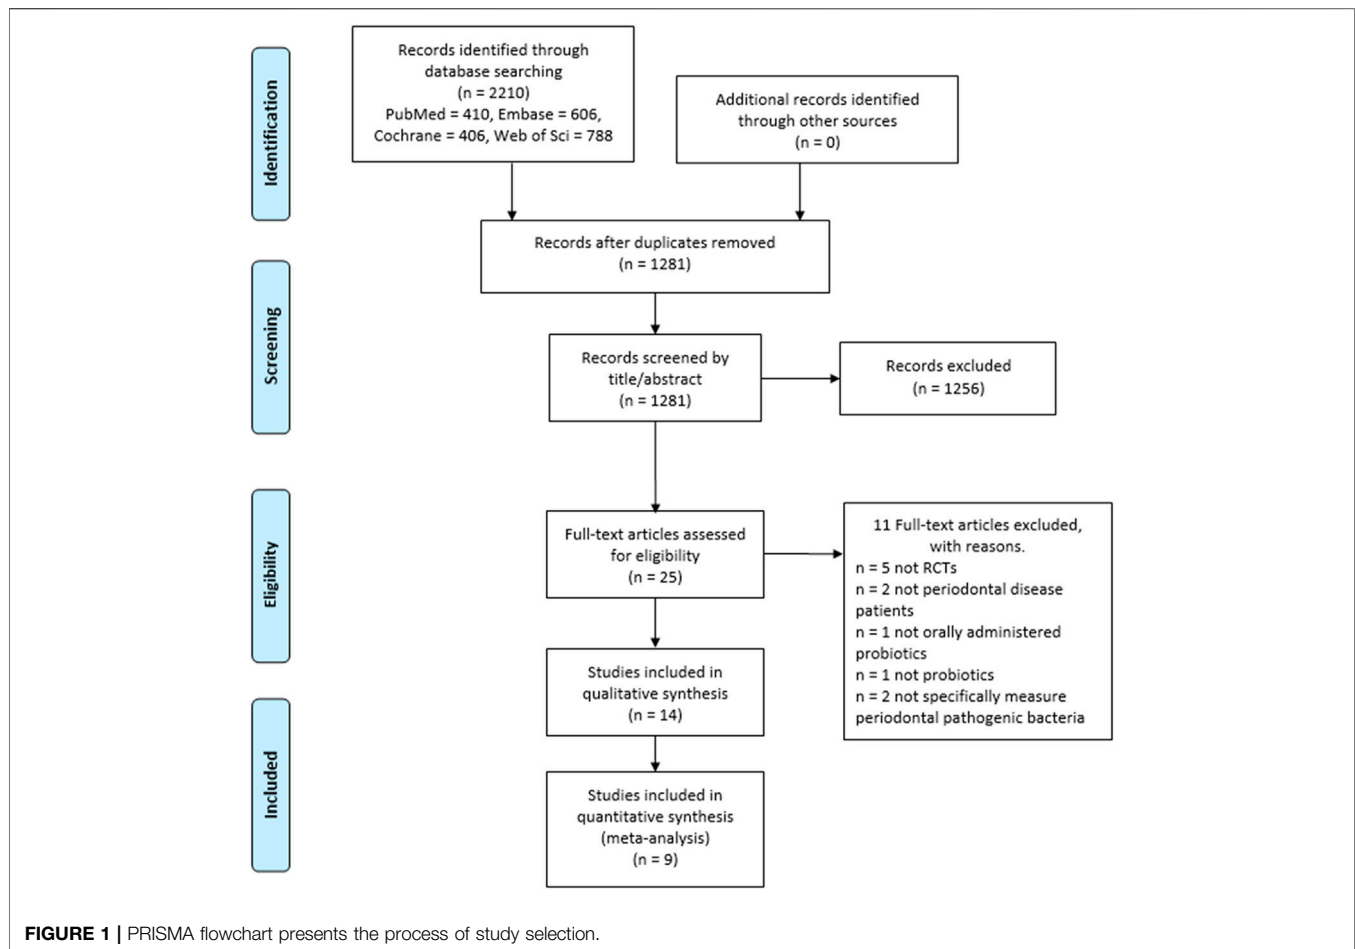 Identification
Records identified through
database searching
(n = 2210)
PubMed = 410, Embase = 606,
Cochrane = 406, Web of Sci = 788
Additional records identified
through other sources
(n = 0)
Records after duplicates removed
(n = 1281)
Screening
Records screened by
title/abstract
(n = 1281)
Records excluded
(n = 1256)
Eligibility
Full-text articles assessed
for eligibility
(n = 25)
11 Full-text articles excluded,
with reasons.
n = 5 not RCTs
n = 2 not periodontal disease
patients
n = 1 not orally administered
probiotics
n = 1 not probiotics
n = 2 not specifically measure
periodontal pathogenic bacteria
Studies included in
qualitative synthesis
(n = 14)
Included
Studies included in
quantitative synthesis
(meta-analysis)
(n = 9)
FIGURE 1 | PRISMA flowchart presents the process of study selection.